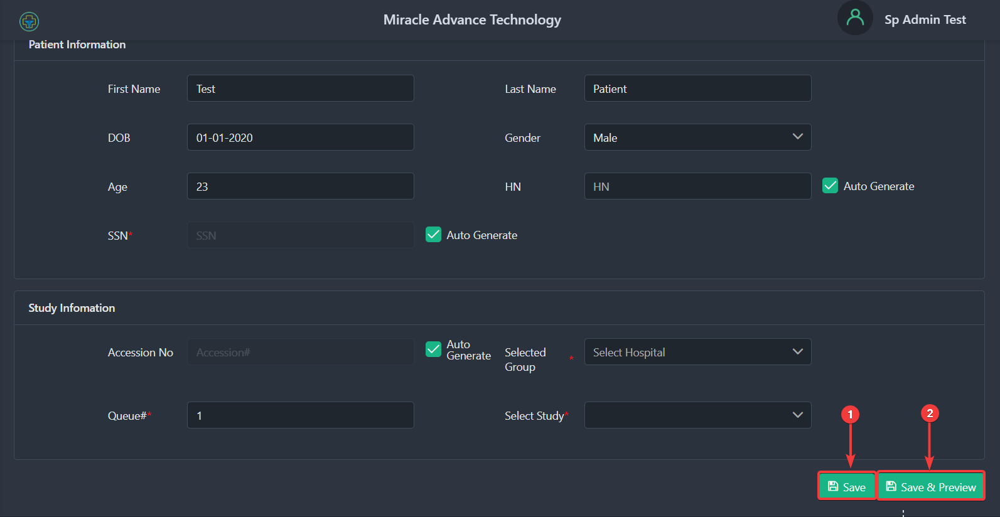 Miracle Advance Technology
Sp Admin Test
Patient Information
First Name Test Last Name Patient
DOB 01-01-2020 Gender Male
Age 23 HN HN Auto Generate
SSN* SSN Auto Generate
Study Infomation
Accession No Accession# Auto Generate Selected Group * Select Hospital
Queue#* 1 Select Study*
1 2
Save Save & Preview